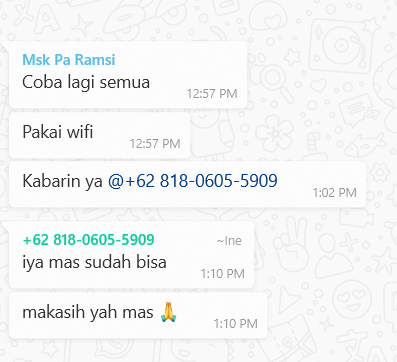 Msk Pa Ramsi
Coba lagi semua
12:57 PM
Pakai wifi
12:57 PM
Kabarin ya @+62 818-0605-5909
1:02 PM
+62 818-0605-5909 ~Ine
iya mas sudah bisa
1:10 PM
makasih yah mas 🙏
1:10 PM